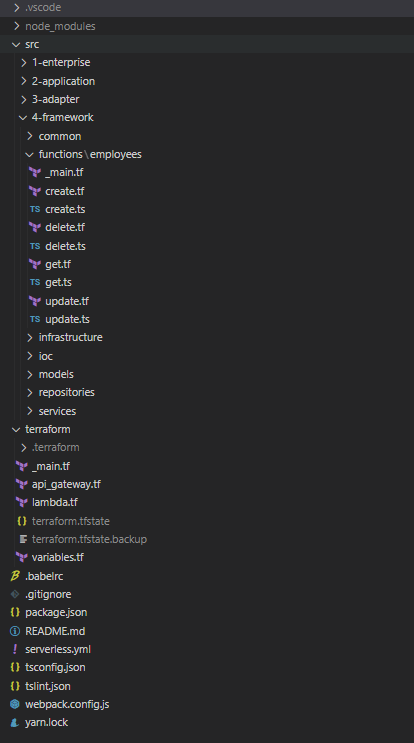 .vscode
node_modules
src
1-enterprise
2-application
3-adapter
4-framework
common
functions\employees
_main.tf
create.tf
TS create.ts
delete.tf
TS delete.ts
get.tf
TS get.ts
update.tf
TS update.ts
infrastructure
ioc
models
repositories
services
terraform
.terraform
_main.tf
api_gateway.tf
lambda.tf
{} terraform.tfstate
terraform.tfstate.backup
variables.tf
.babelrc
.gitignore
{} package.json
README.md
! serverless.yml
{} tsconfig.json
{} tslint.json
webpack.config.js
yarn.lock